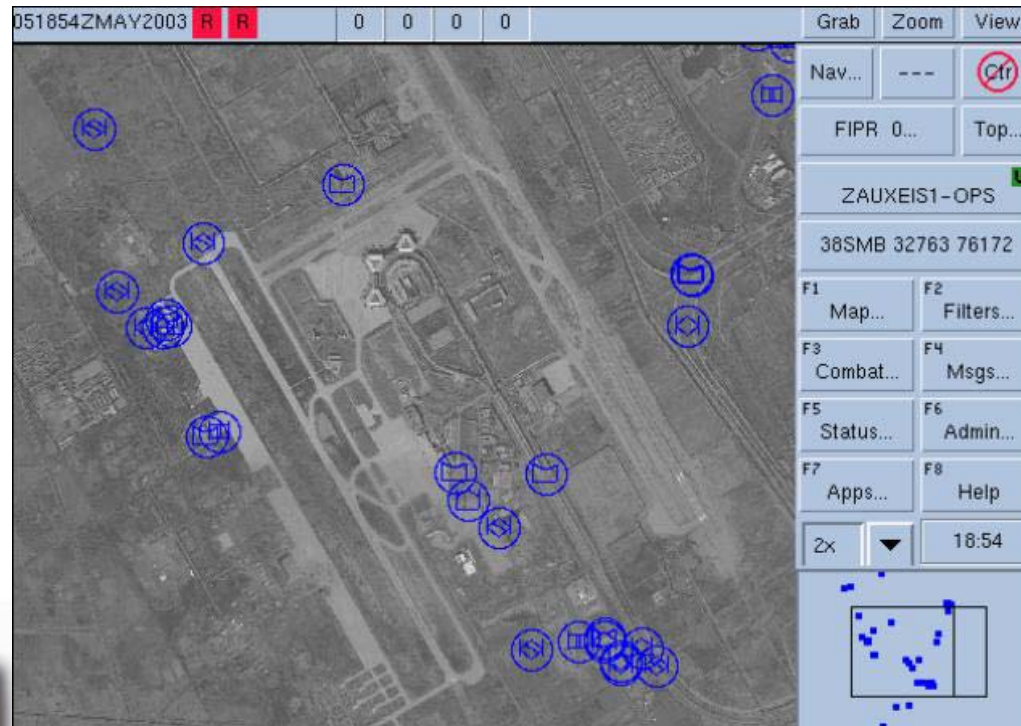 051854ZMAY2003 R R 0 0 0 0 Grab Zoom View
Nav... --- Ctr
FIPR 0... Top...
ZAUXEIS1-OPS
38SMB 32763 76172
F1 Map... F2 Filters...
F3 Combat... F4 Msgs...
F5 Status... F6 Admin...
F7 Apps... F8 Help
2x 18:54